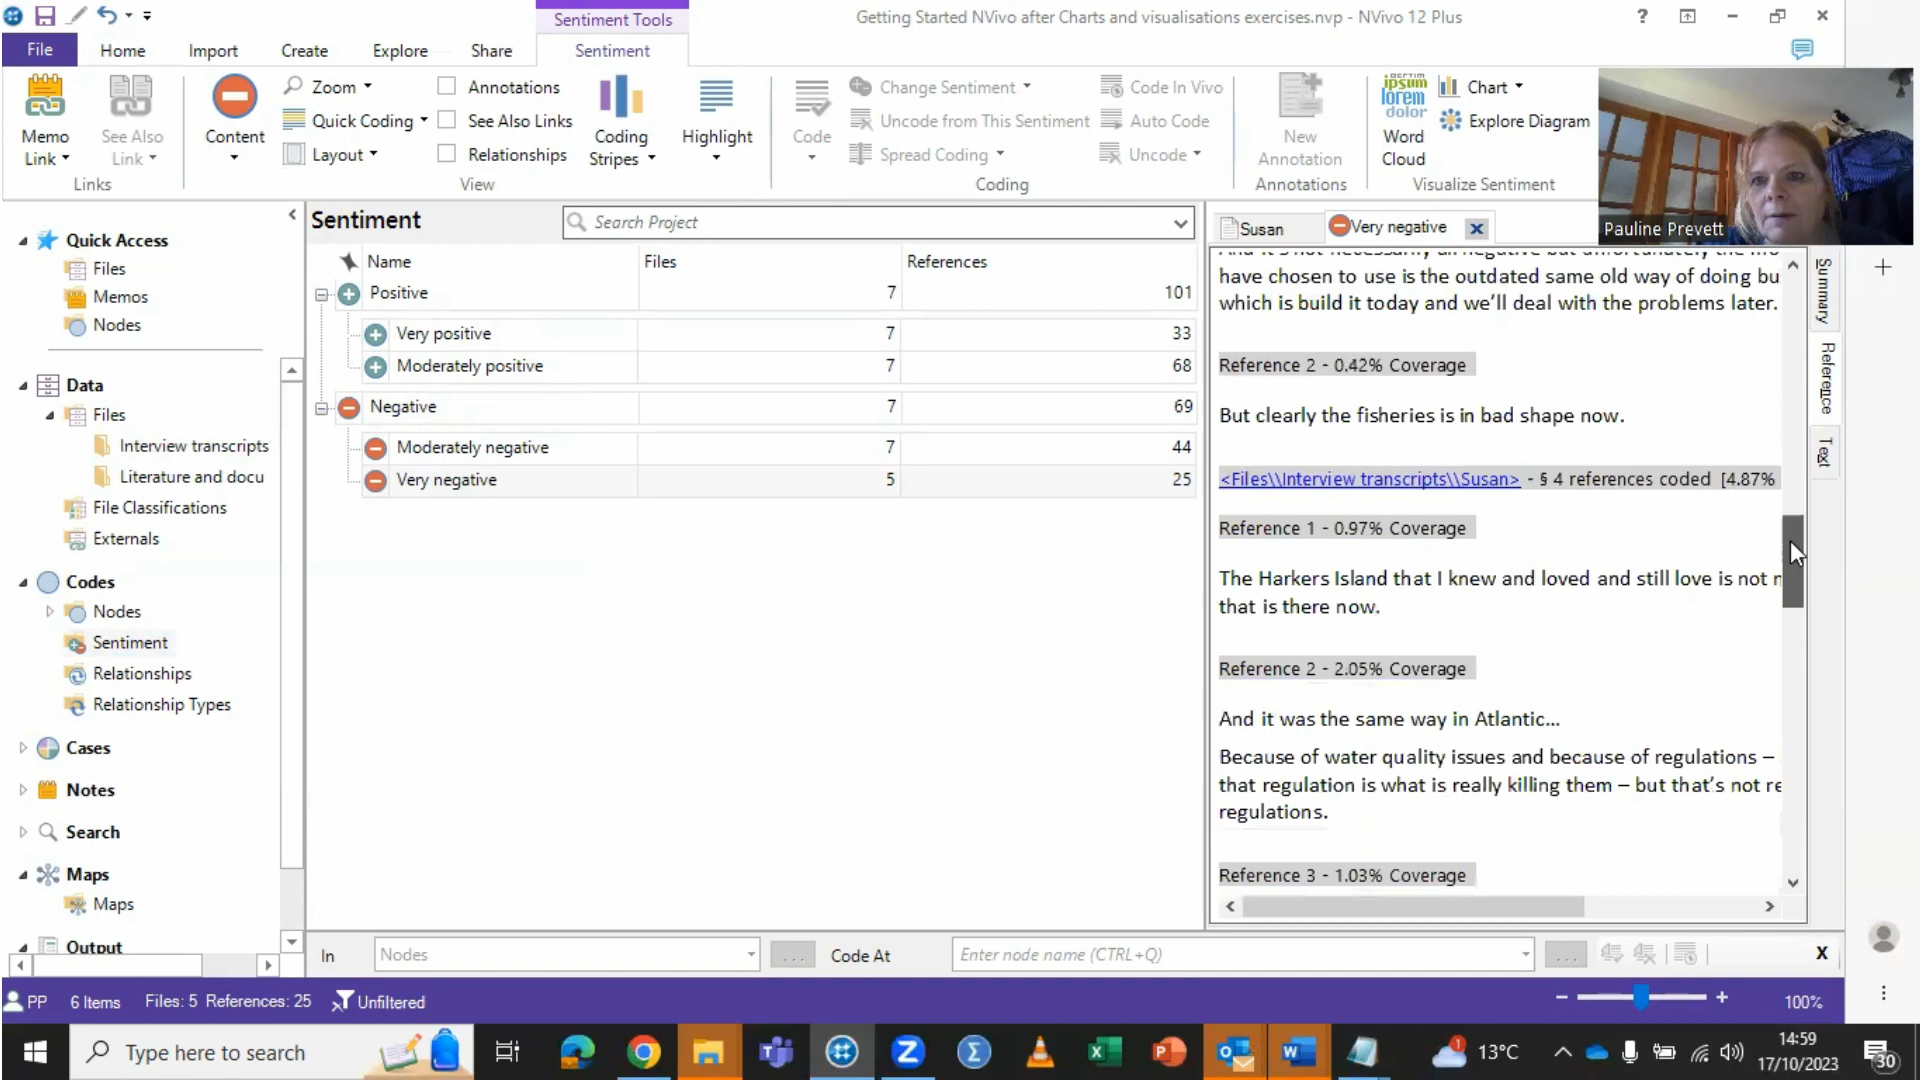 Sentiment Tools
Getting Started NVivo after Charts and visualisations exercises.nvp - NVivo 12 Plus
File Home Import Create Explore Share Sentiment
Memo Link
See Also Link
Links
Content
Zoom
Quick Coding
Layout
Annotations
See Also Links
Relationships
Coding Stripes
Highlight
View
Code
Change Sentiment
Uncode from This Sentiment
Spread Coding
Code In Vivo
Auto Code
Uncode
Coding
New Annotation
Annotations
ipsum
lorem
dolor
Word Cloud
Chart
Explore Diagram
Visualize Sentiment
Pauline Prevett
Quick Access
Files
Memos
Nodes
Data
Files
Interview transcripts
Literature and docu
File Classifications
Externals
Codes
Nodes
Sentiment
Relationships
Relationship Types
Cases
Notes
Search
Maps
Maps
Output
Sentiment
Search Project
Name Files References
Positive 7 101
Very positive 7 33
Moderately positive 7 68
Negative 7 69
Moderately negative 7 44
Very negative 5 25
Susan
Very negative
have chosen to use is the outdated same old way of doing bu
which is build it today and we'll deal with the problems later.
Reference 2 - 0.42% Coverage
But clearly the fisheries is in bad shape now.
<Files\\Interview transcripts\\Susan> - § 4 references coded [4.87%
Reference 1 - 0.97% Coverage
The Harkers Island that I knew and loved and still love is not
that is there now.
Reference 2 - 2.05% Coverage
And it was the same way in Atlantic...
Because of water quality issues and because of regulations –
that regulation is what is really killing them – but that's not re
regulations.
Reference 3 - 1.03% Coverage
Summary
Reference
Text
In Nodes ... Code At Enter node name (CTRL+Q) ... X
PP 6 Items Files: 5 References: 25 Unfiltered 100%
Type here to search
13°C
14:59
17/10/2023
30